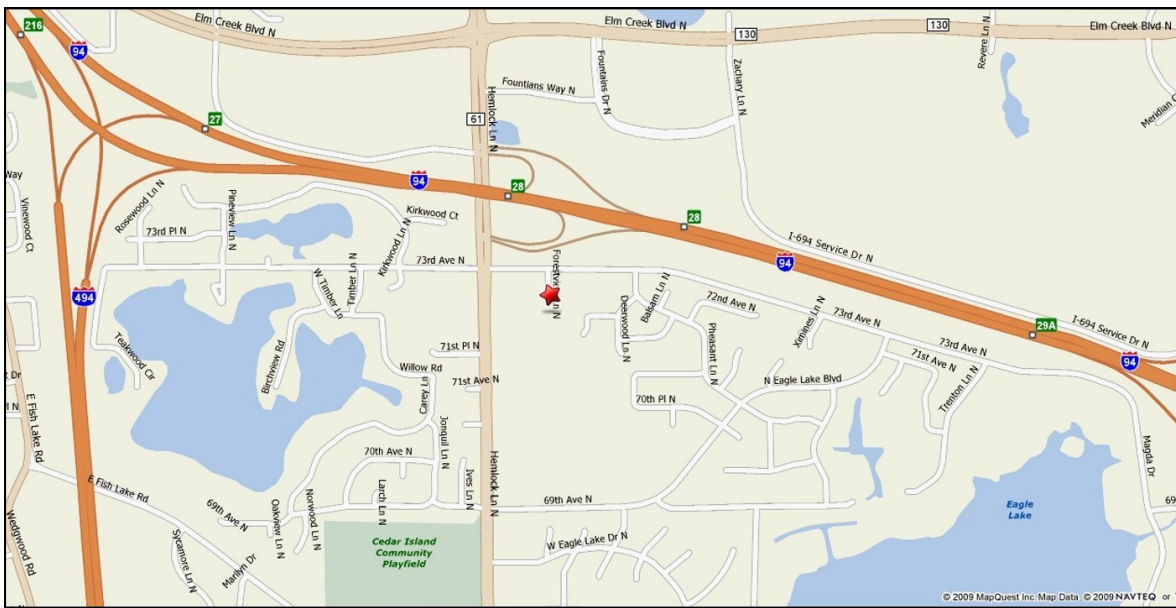 216
94
Elm Creek Blvd N
Elm Creek Blvd N
130
130
Elm Creek Blvd N
Revere Ln N
Meridian
Fountains Dr N
Zachary Ln N
Fountians Way N
Hemlock Ln N
61
27
94
28
28
Way
Vinewood Ct
Rosewood Ln N
Pineview Ln N
73rd Pl N
Kirkwood Ct
Kirkwood Ln N
73rd Ave N
W Timber Ln
Timber Ln N
I-694 Service Dr N
94
494
Teakwood Cir
Birchview Rd
Deerwood Ln N
Balsam Ln N
72nd Ave N
Pheasant Ln N
Ximines Ln N
73rd Ave N
I-694 Service Dr N
29A
94
73rd Ave N
71st Ave N
Trenton Ln N
71st Pl N
Willow Rd
71st Ave N
Carey Ln
N Eagle Lake Blvd
70th Pl N
Dr
Pl N
E Fish Lake Rd
Jonquil Ln N
70th Ave N
Magda Dr
E Fish Lake Rd
Larch Ln N
Ives Ln N
Hemlock Ln N
69th Ave N
69th Ave N
Oakview Ln N
Norwood Ln N
69
Eagle
Lake
Wedgwood Rd
Sycamore Ln N
Marilyn Dr
Cedar Island
Community
Playfield
W Eagle Lake Dr N
© 2009 MapQuest Inc. Map Data © 2009 NAVTEQ or